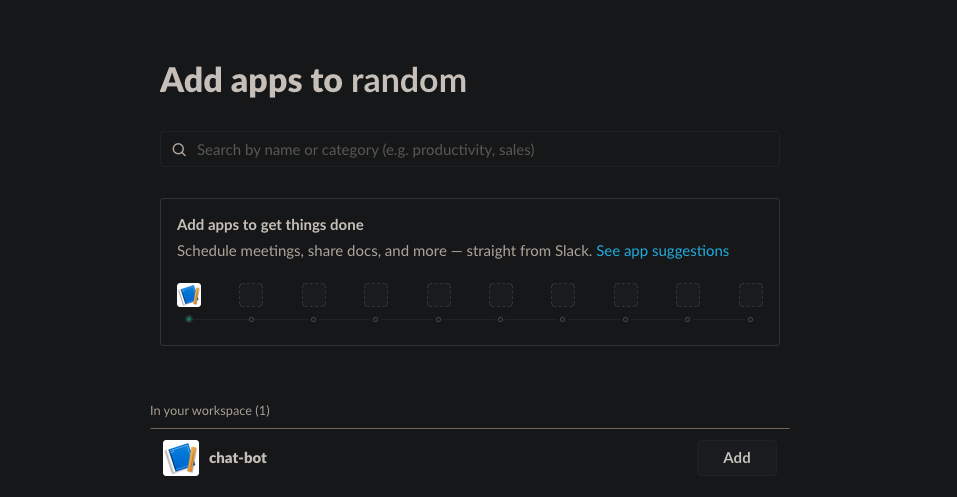 Add apps to random
Search by name or category (e.g. productivity, sales)
Add apps to get things done
Schedule meetings, share docs, and more — straight from Slack. See app suggestions
In your workspace (1)
chat-bot
Add